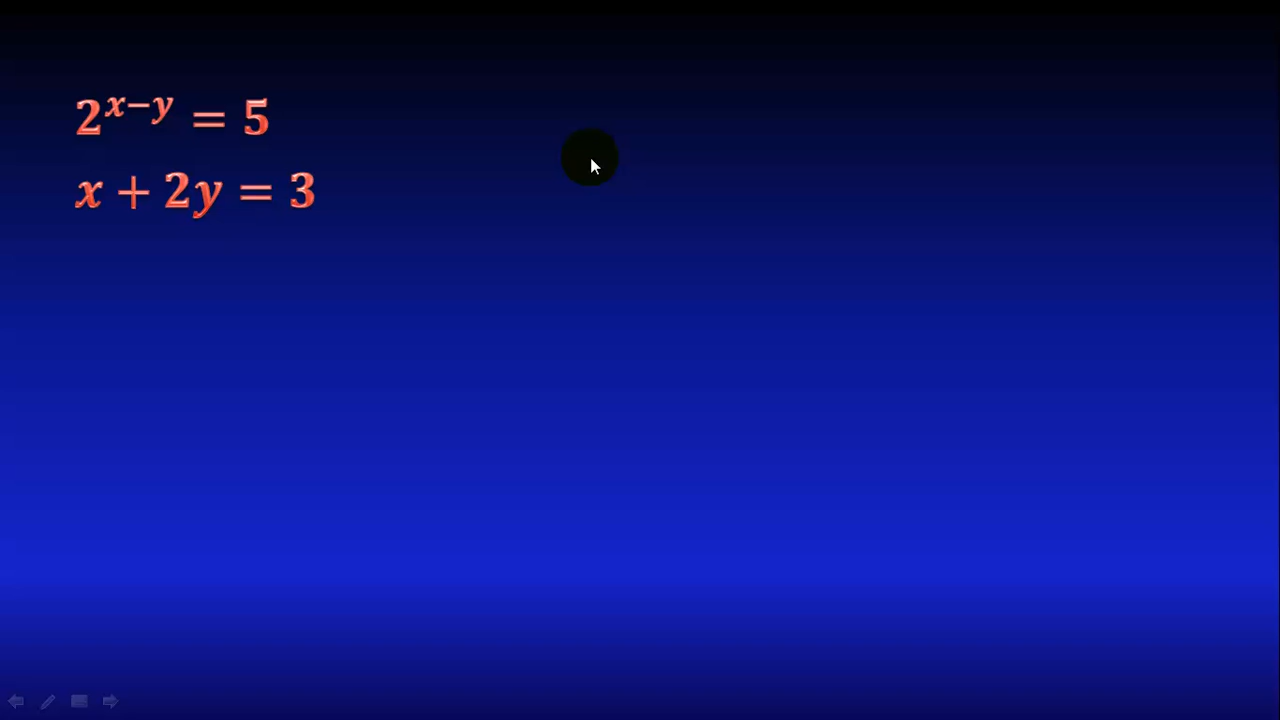 2^{x−y} = 5
x + 2y = 3